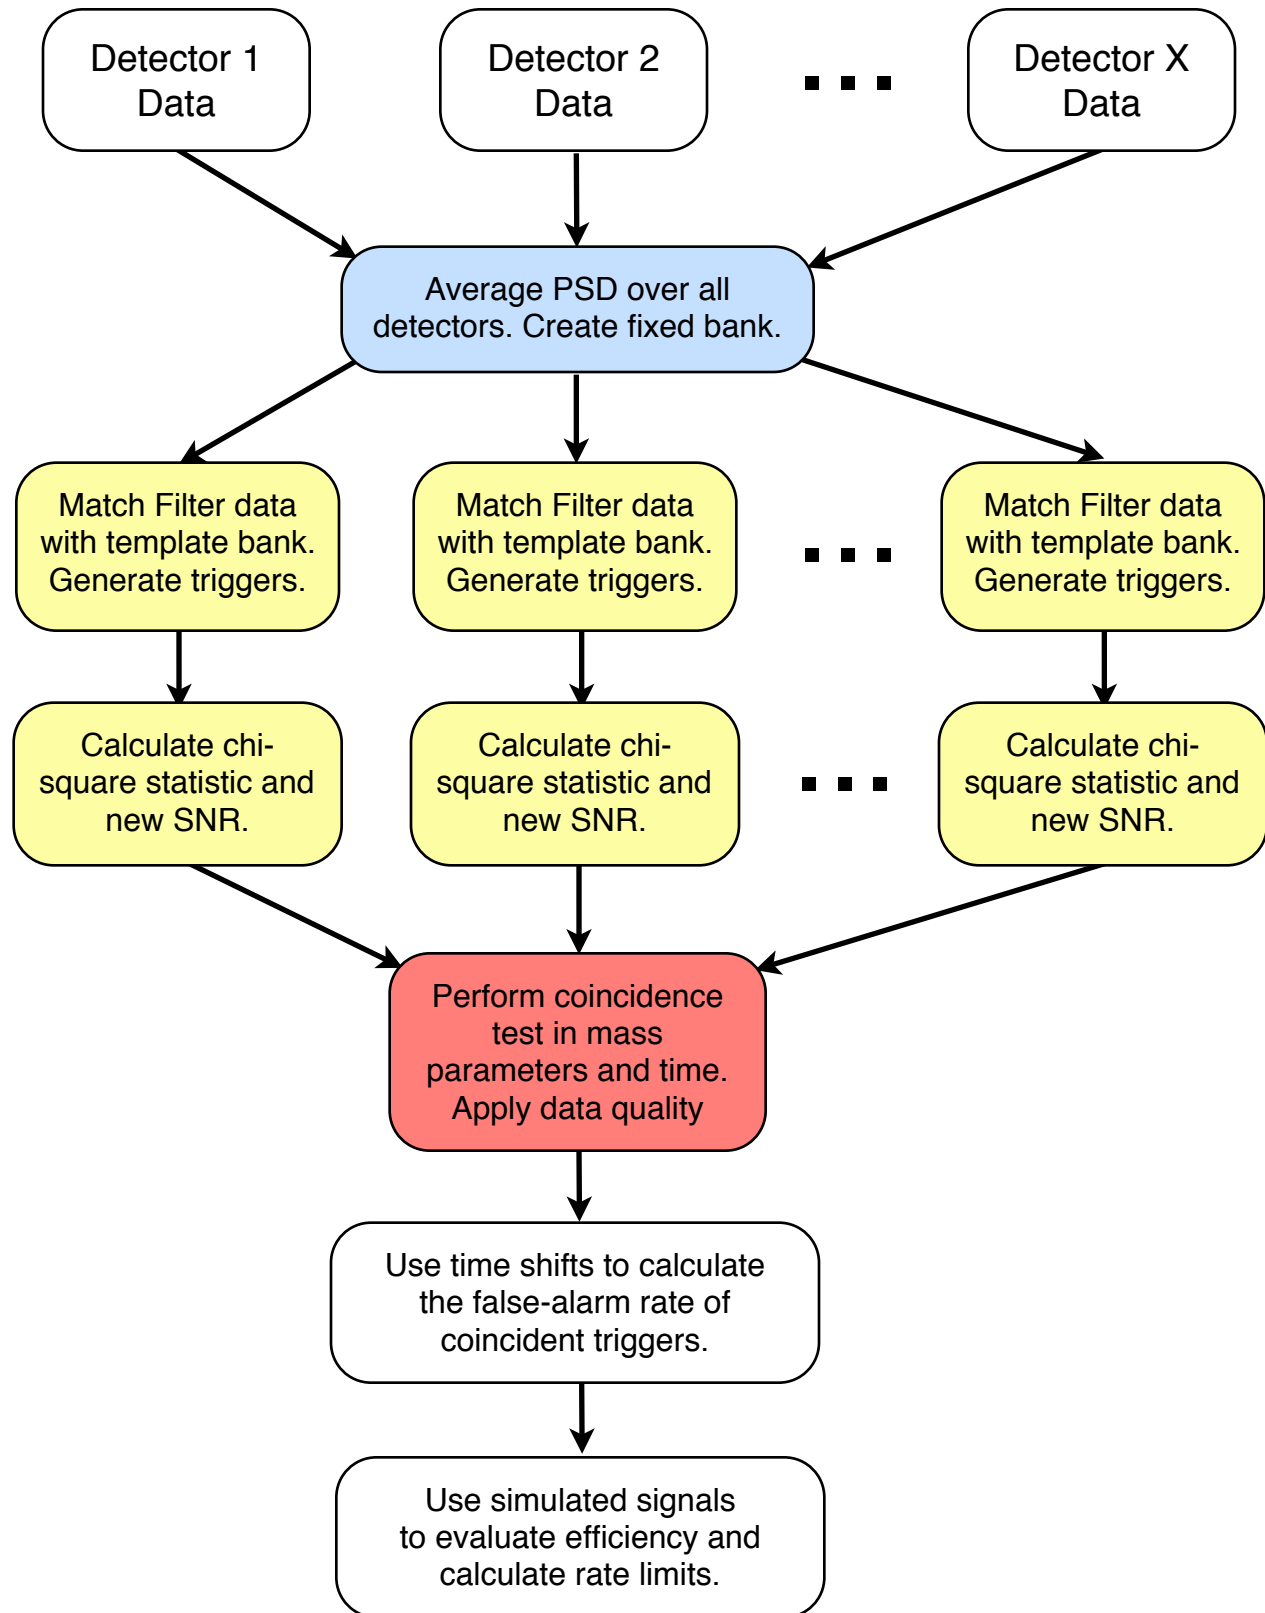 Detector 1
Data
Detector 2
Data
Detector X
Data
Average PSD over all
detectors. Create fixed bank.
Match Filter data
with template bank.
Generate triggers.
Match Filter data
with template bank.
Generate triggers.
Match Filter data
with template bank.
Generate triggers.
Calculate chi-
square statistic and
new SNR.
Calculate chi-
square statistic and
new SNR.
Calculate chi-
square statistic and
new SNR.
Perform coincidence
test in mass
parameters and time.
Apply data quality
Use time shifts to calculate
the false-alarm rate of
coincident triggers.
Use simulated signals
to evaluate efficiency and
calculate rate limits.